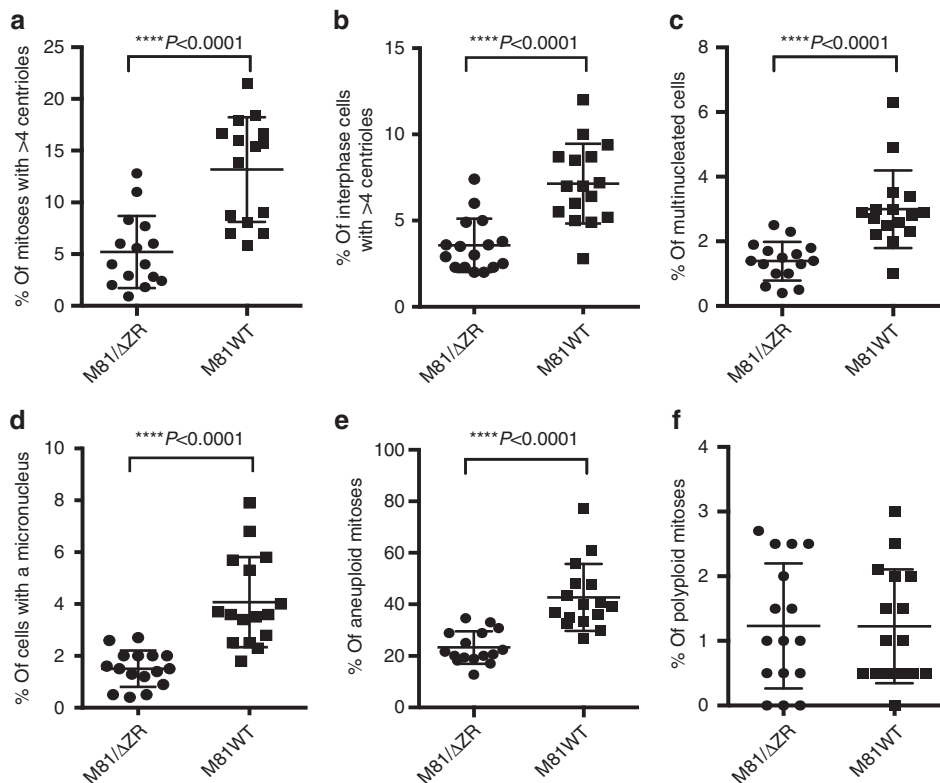 a
****P<0.0001
% Of mitoses with >4 centrioles
25
20
15
10
5
0
M81/ΔZR
M81WT
b
****P<0.0001
% Of interphase cells
with >4 centrioles
15
10
5
0
M81/ΔZR
M81WT
c
****P<0.0001
% Of multinucleated cells
8
6
4
2
0
M81/ΔZR
M81WT
d
****P<0.0001
% Of cells with a micronucleus
10
8
6
4
2
0
M81/ΔZR
M81WT
e
****P<0.0001
% Of aneuploid mitoses
100
80
60
40
20
0
M81/ΔZR
M81WT
f
% Of polyploid mitoses
4
3
2
1
0
M81/ΔZR
M81WT